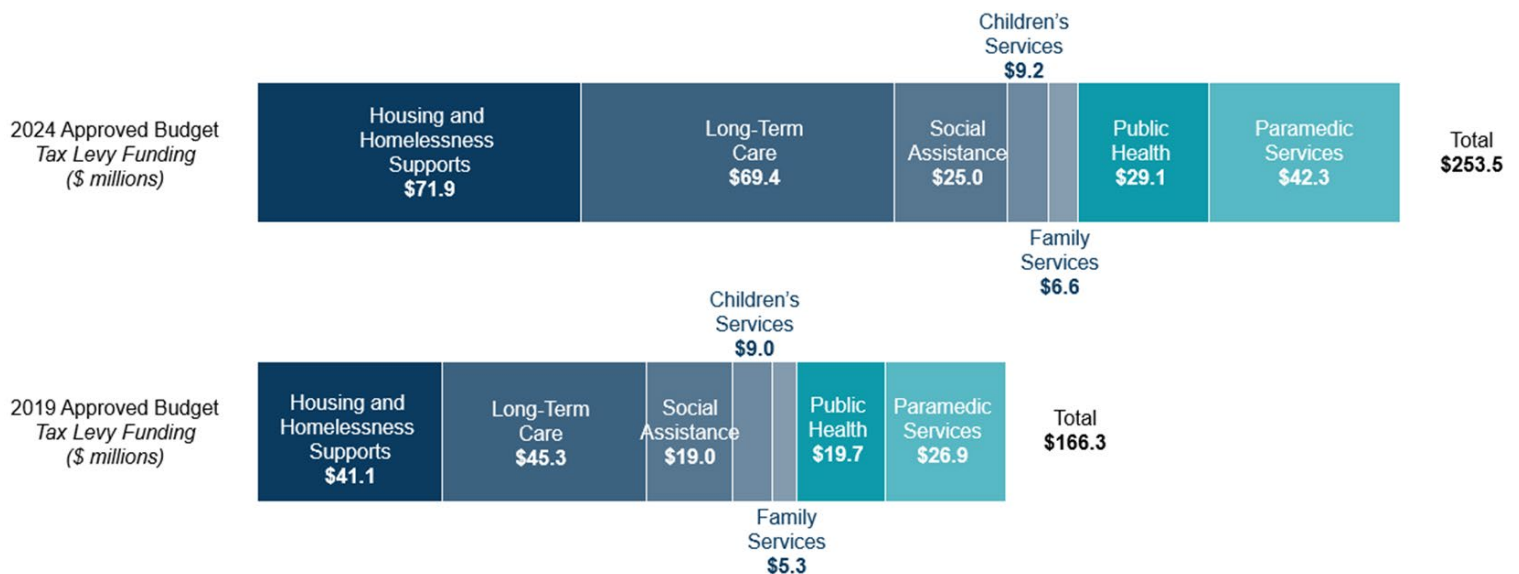 Children's
Services
$9.2
2024 Approved Budget
Tax Levy Funding
($ millions)
Housing and
Homelessness
Supports
$71.9
Long-Term
Care
$69.4
Social
Assistance
$25.0
Public
Health
$29.1
Paramedic
Services
$42.3
Total
$253.5
Family
Services
$6.6
Children's
Services
$9.0
2019 Approved Budget
Tax Levy Funding
($ millions)
Housing and
Homelessness
Supports
$41.1
Long-Term
Care
$45.3
Social
Assistance
$19.0
Public
Health
$19.7
Paramedic
Services
$26.9
Total
$166.3
Family
Services
$5.3